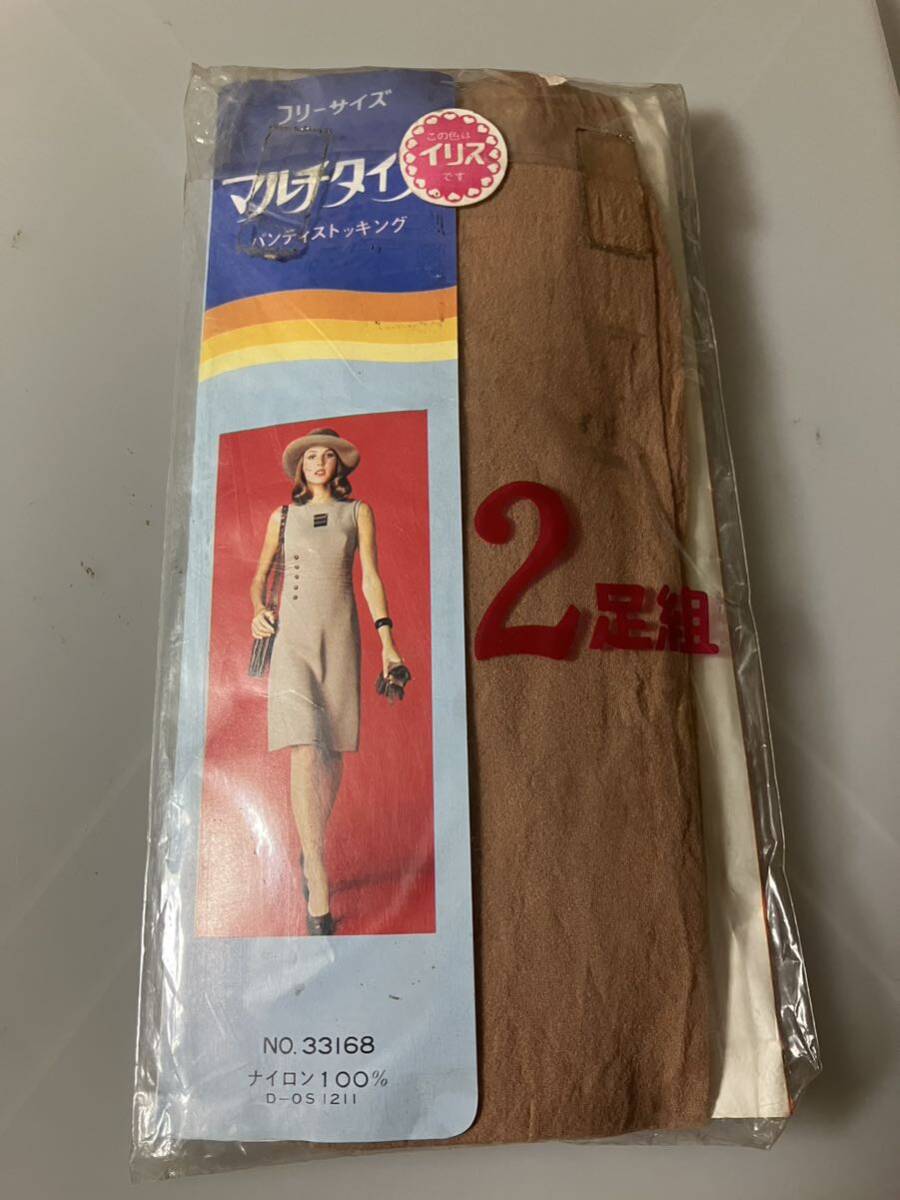 フリーサイズ
マルチタイ
パンティストッキング
この色は
イリス
です
2足組
NO.33168
ナイロン100%
D-OS 1211